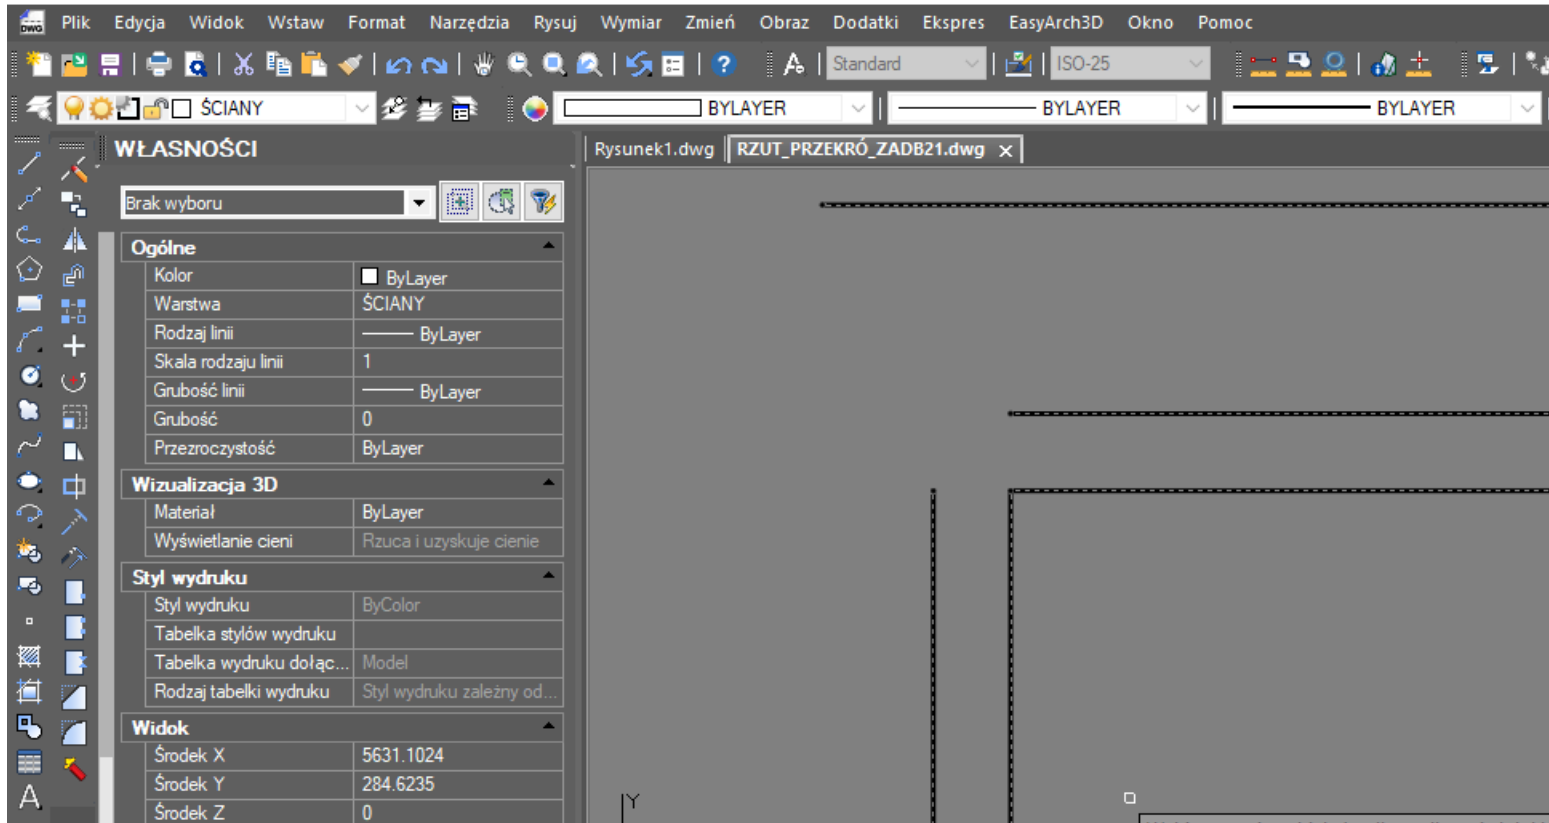 DWG Plik Edycja Widok Wstaw Format Narzędzia Rysuj Wymiar Zmień Obraz Dodatki Ekspres EasyArch3D Okno Pomoc
Standard ISO-25
ŚCIANY BYLAYER BYLAYER BYLAYER
WŁASNOŚCI
Rysunek1.dwg RZUT_PRZEKRÓ_ZADB21.dwg
Brak wyboru
Ogólne
Kolor ByLayer
Warstwa ŚCIANY
Rodzaj linii ByLayer
Skala rodzaju linii 1
Grubość linii ByLayer
Grubość 0
Przezroczystość ByLayer
Wizualizacja 3D
Materiał ByLayer
Wyświetlanie cieni Rzuca i uzyskuje cienie
Styl wydruku
Styl wydruku ByColor
Tabelka stylów wydruku
Tabelka wydruku dołąc... Model
Rodzaj tabelki wydruku Styl wydruku zależny od...
Widok
Środek X 5631.1024
Środek Y 284.6235
Środek Z 0
Y